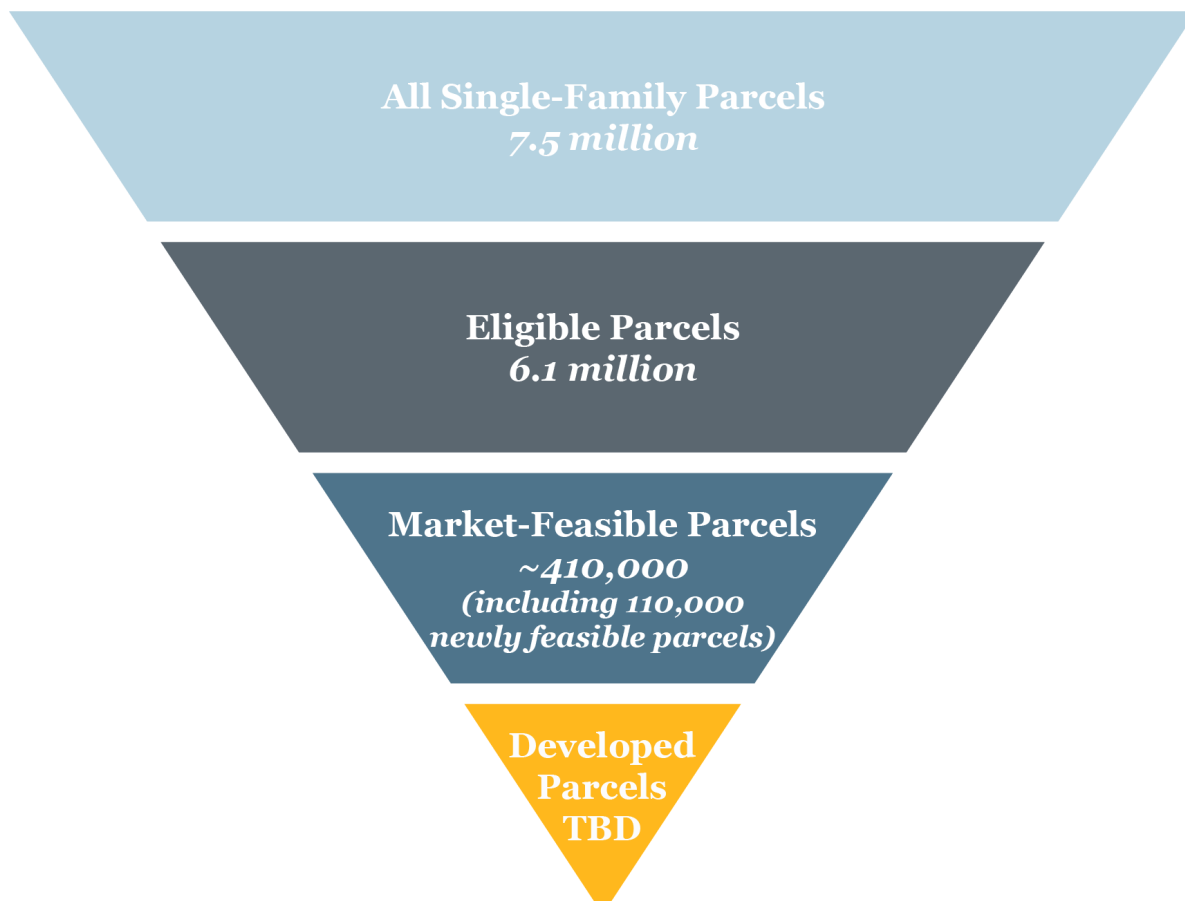 All Single-Family Parcels
7.5 million
Eligible Parcels
6.1 million
Market-Feasible Parcels
~410,000
(including 110,000
newly feasible parcels)
Developed
Parcels
TBD